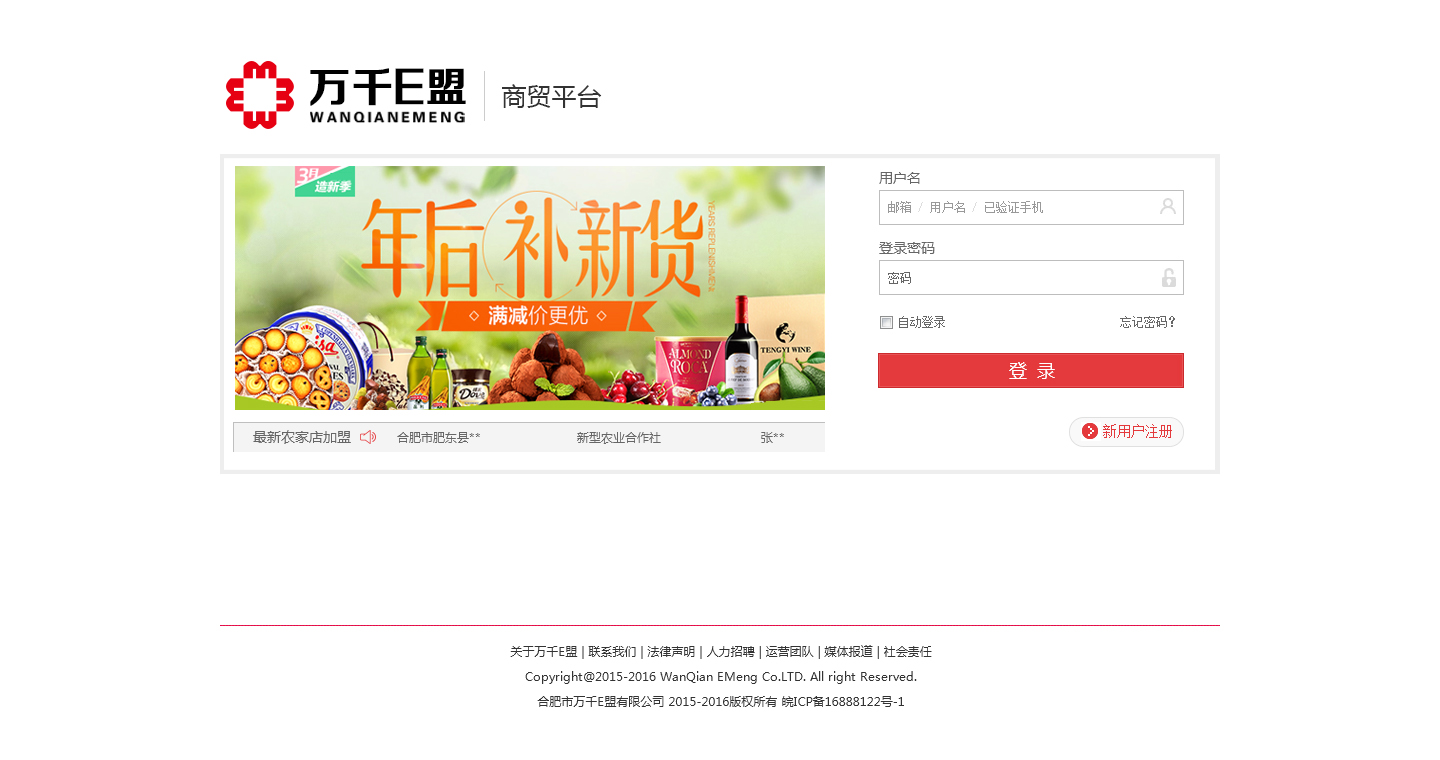 万千E盟
WANQIANEMENG
商贸平台
3月
造新季
年后补新货
YEARS REPLENISHMENT
满减价更优
ALMOND
ROCA
TENGYI WINE
Dove
用户名
邮箱 / 用户名 / 已验证手机
登录密码
密码
自动登录 忘记密码?
登 录
新用户注册
最新农家店加盟 合肥市肥东县** 新型农业合作社 张**
关于万千E盟 | 联系我们 | 法律声明 | 人力招聘 | 运营团队 | 媒体报道 | 社会责任
Copyright@2015-2016 WanQian EMeng Co.LTD. All right Reserved.
合肥市万千E盟有限公司 2015-2016版权所有 皖ICP备16888122号-1